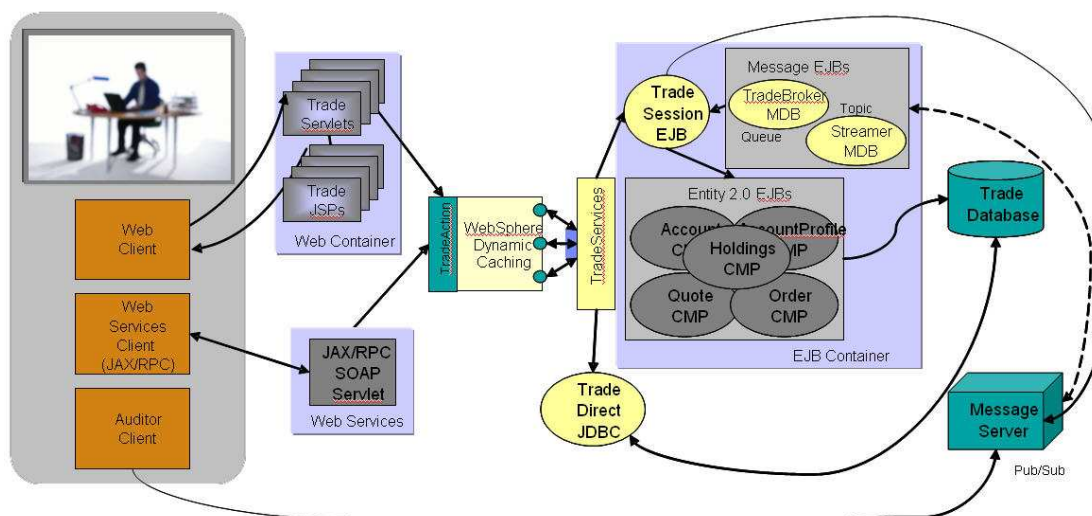 Web
Client
Web
Services
Client
(JAX/RPC)
Auditor
Client
Trade
Servlets
Trade
JSPs
Web Container
JAX/RPC
SOAP
Servlet
Web Services
TradeAction
WebSphere
Dynamic
Caching
TradeServices
Trade
Session
EJB
Message EJBs
TradeBroker
MDB
Queue
Topic
Streamer
MDB
Entity 2.0 EJBs
Holdings
CMP
Quote
CMP
Order
CMP
EJB Container
Trade
Direct
JDBC
Trade
Database
Message
Server
Pub/Sub